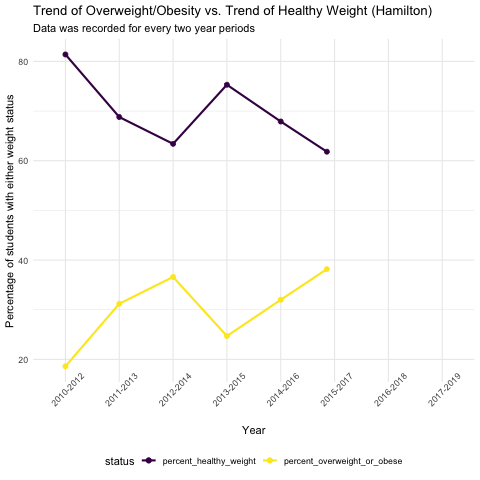 Trend of Overweight/Obesity vs. Trend of Healthy Weight (Hamilton)
Data was recorded for every two year periods
Percentage of students with either weight status
80
60
40
20
2010-2012
2011-2013
2012-2014
2013-2015
2014-2016
2015-2017
2016-2018
2017-2019
Year
status
percent_healthy_weight
percent_overweight_or_obese